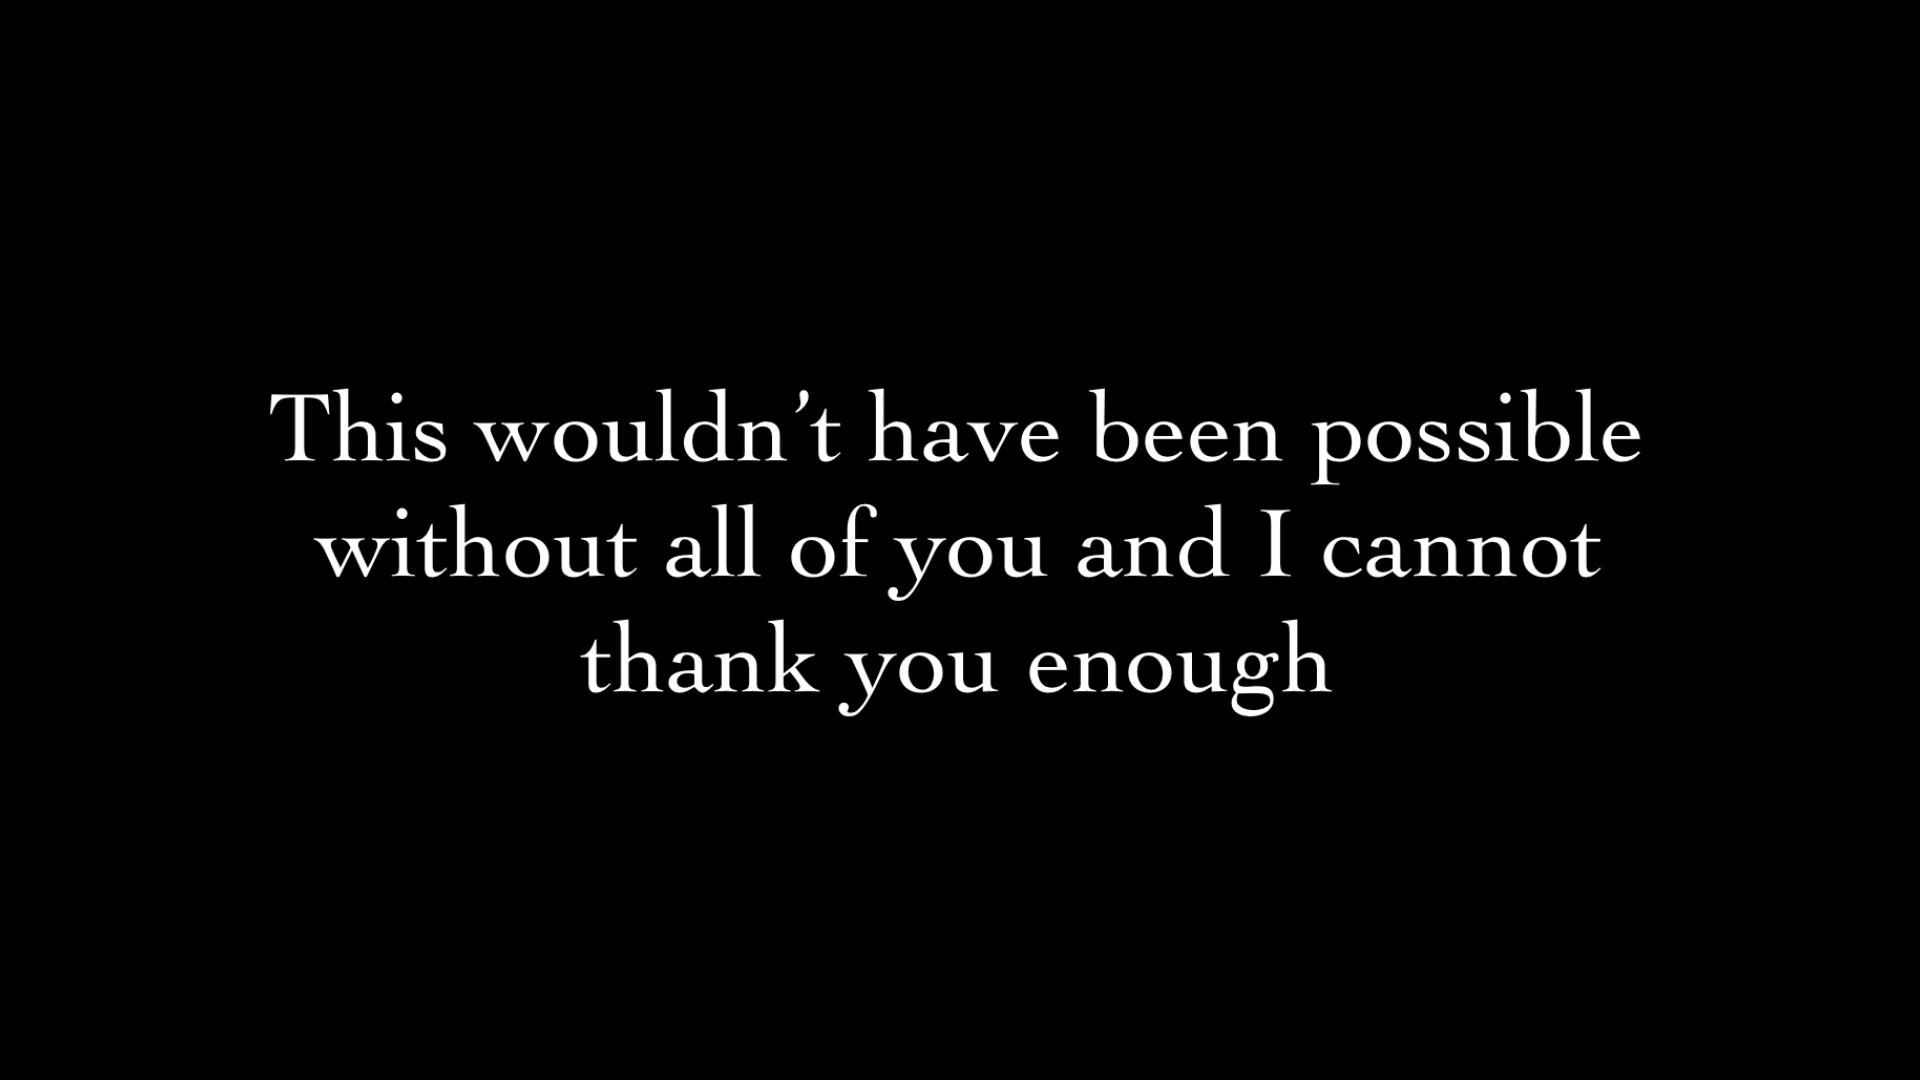 This wouldn’t have been possible
without all of you and I cannot
thank you enough